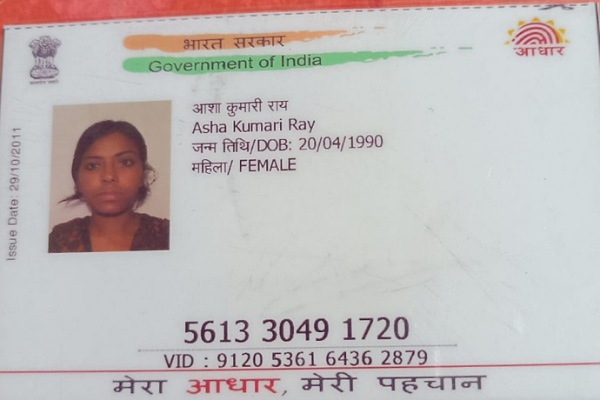 भारत सरकार
Government of India
आधार
आशा कुमारी राय
Asha Kumari Ray
जन्म तिथि/DOB: 20/04/1990
महिला/ FEMALE
Issue Date: 29/10/2011
5613 3049 1720
VID : 9120 5361 6436 2879
मेरा आधार, मेरी पहचान